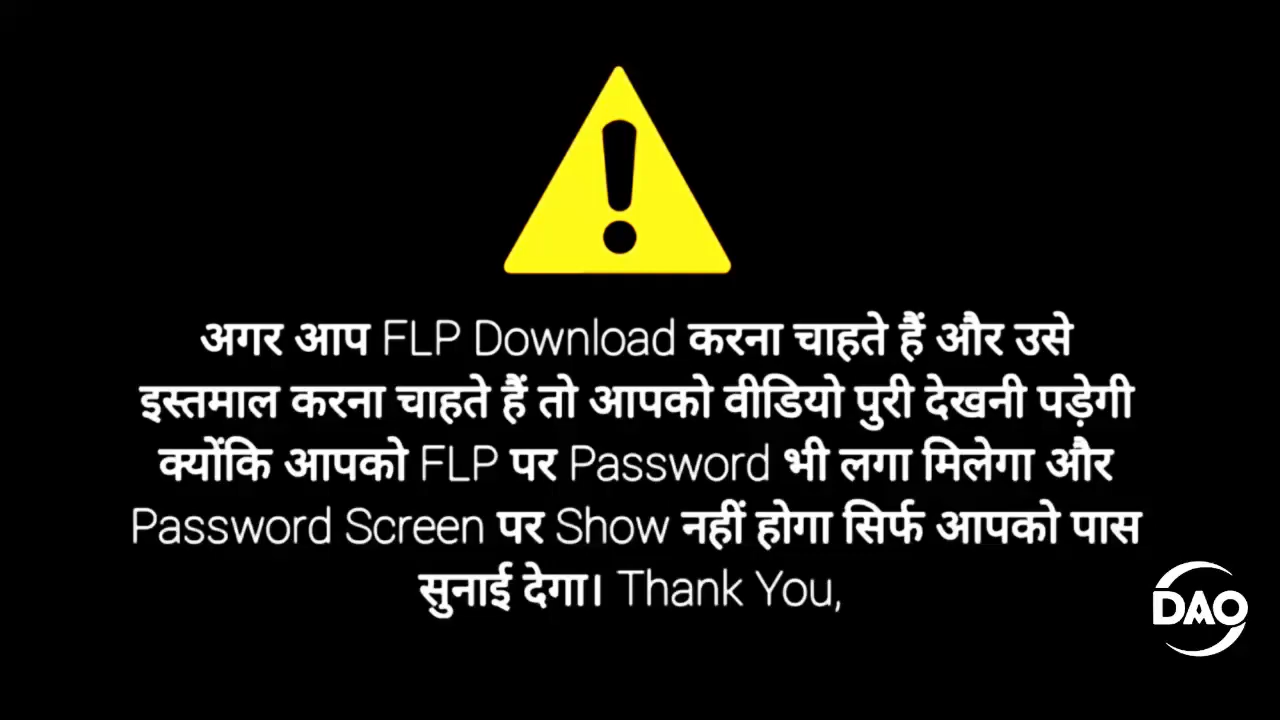 अगर आप FLP Download करना चाहते हैं और उसे
इस्तमाल करना चाहते हैं तो आपको वीडियो पुरी देखनी पड़ेगी
क्योंकि आपको FLP पर Password भी लगा मिलेगा और
Password Screen पर Show नहीं होगा सिर्फ आपको पास
सुनाई देगा। Thank You,
DAO